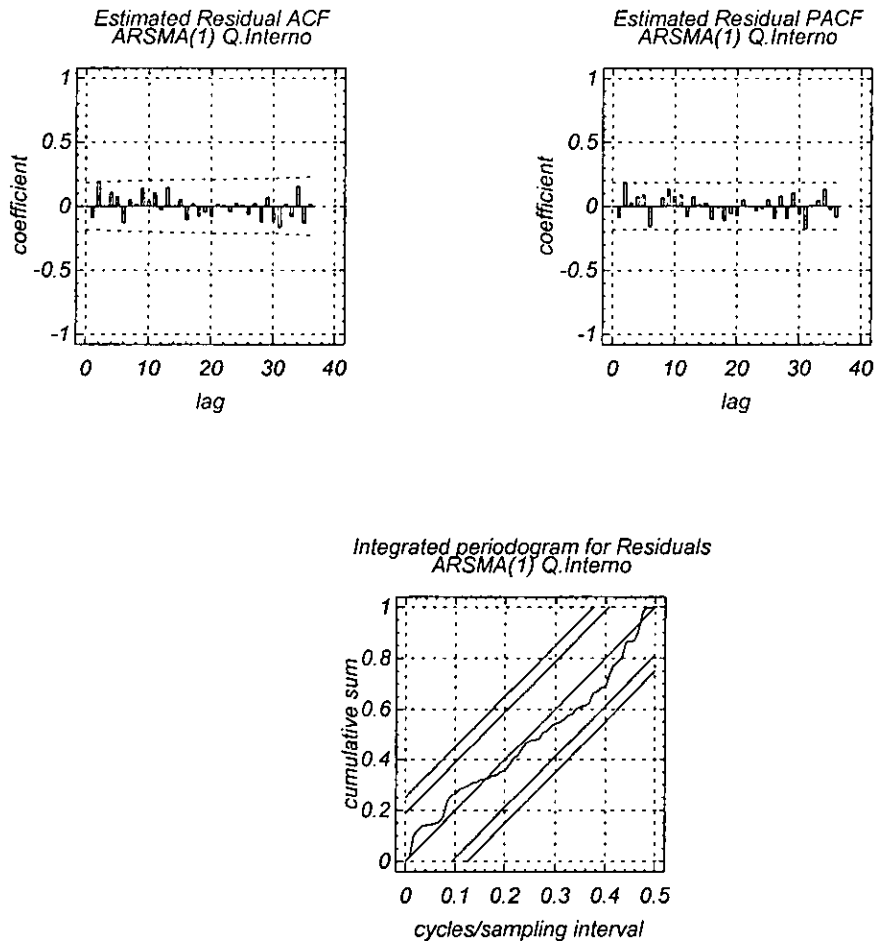 Estimated Residual ACF
ARSMA(1) Q.Interno
1
0.5
0
-0.5
-1
coefficient
0 10 20 30 40
lag
Estimated Residual PACF
ARSMA(1) Q.Interno
1
0.5
0
-0.5
-1
coefficient
0 10 20 30 40
lag
Integrated periodogram for Residuals
ARSMA(1) Q.Interno
1
0.8
0.6
0.4
0.2
0
cumulative sum
0 0.1 0.2 0.3 0.4 0.5
cycles/sampling interval